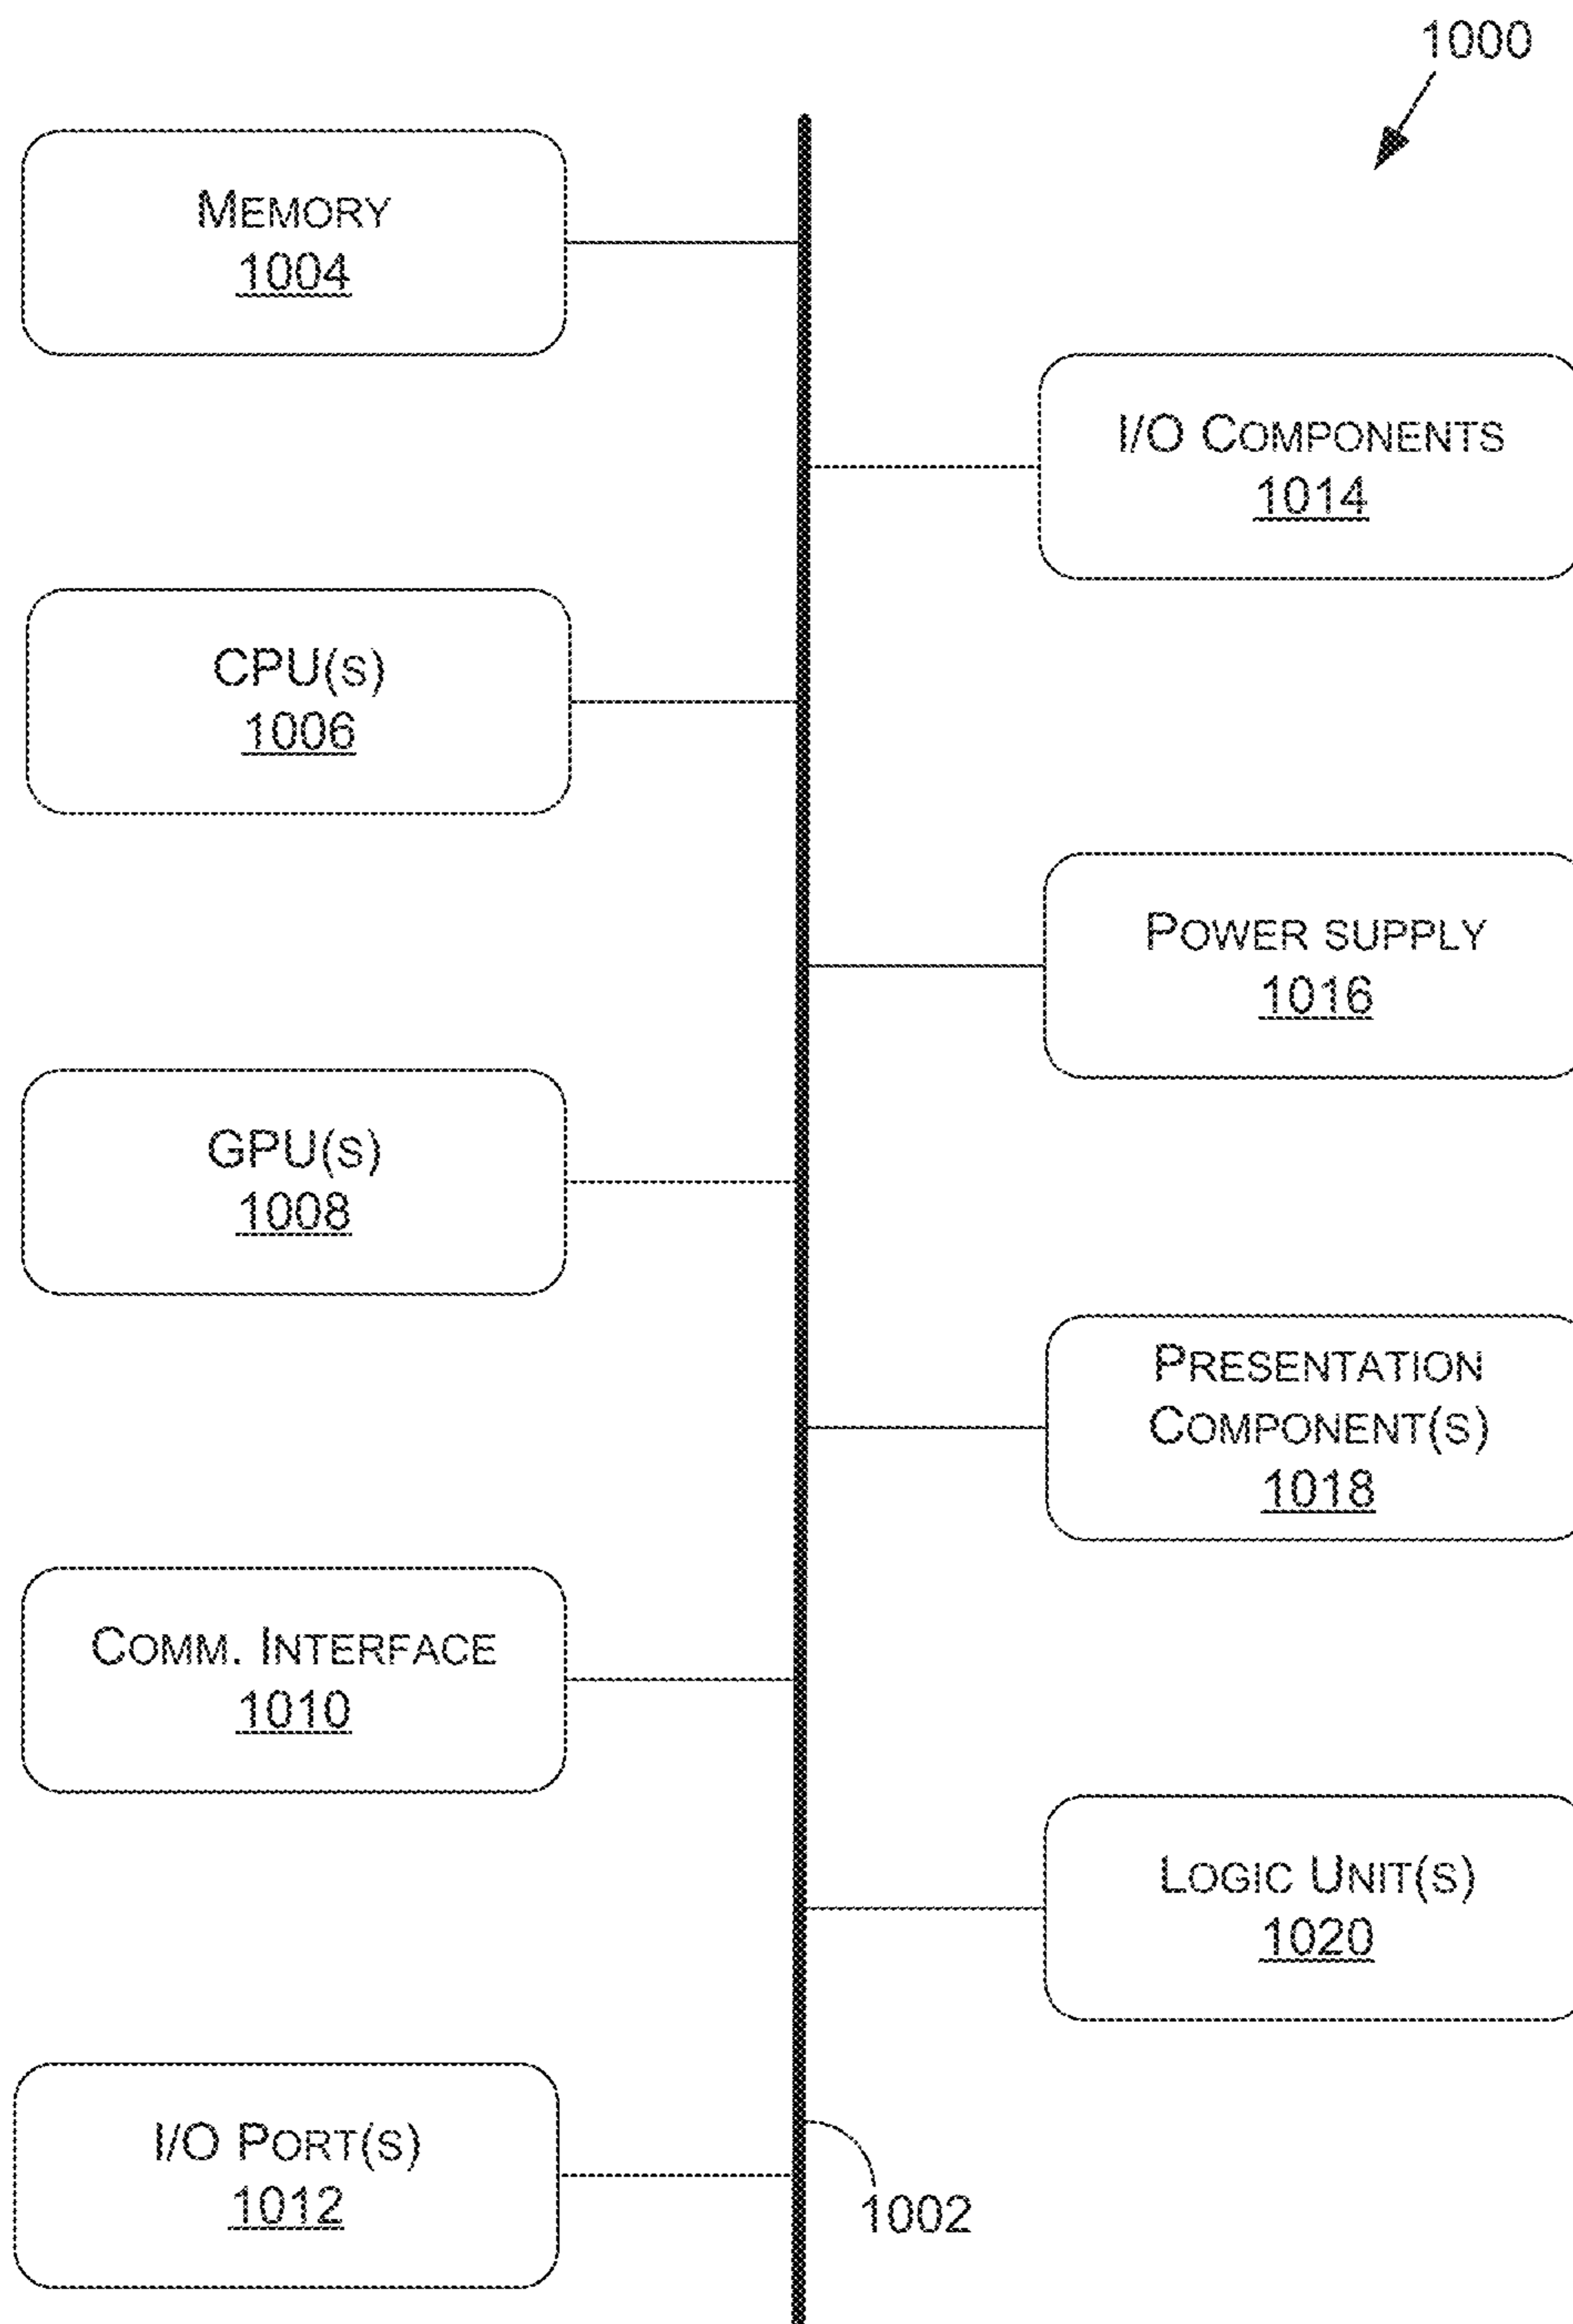 1000
MEMORY
1004
I/O COMPONENTS
1014
CPU(S)
1006
POWER SUPPLY
1016
GPU(S)
1008
PRESENTATION
COMPONENT(S)
1018
COMM. INTERFACE
1010
LOGIC UNIT(S)
1020
I/O PORT(S)
1012
1002